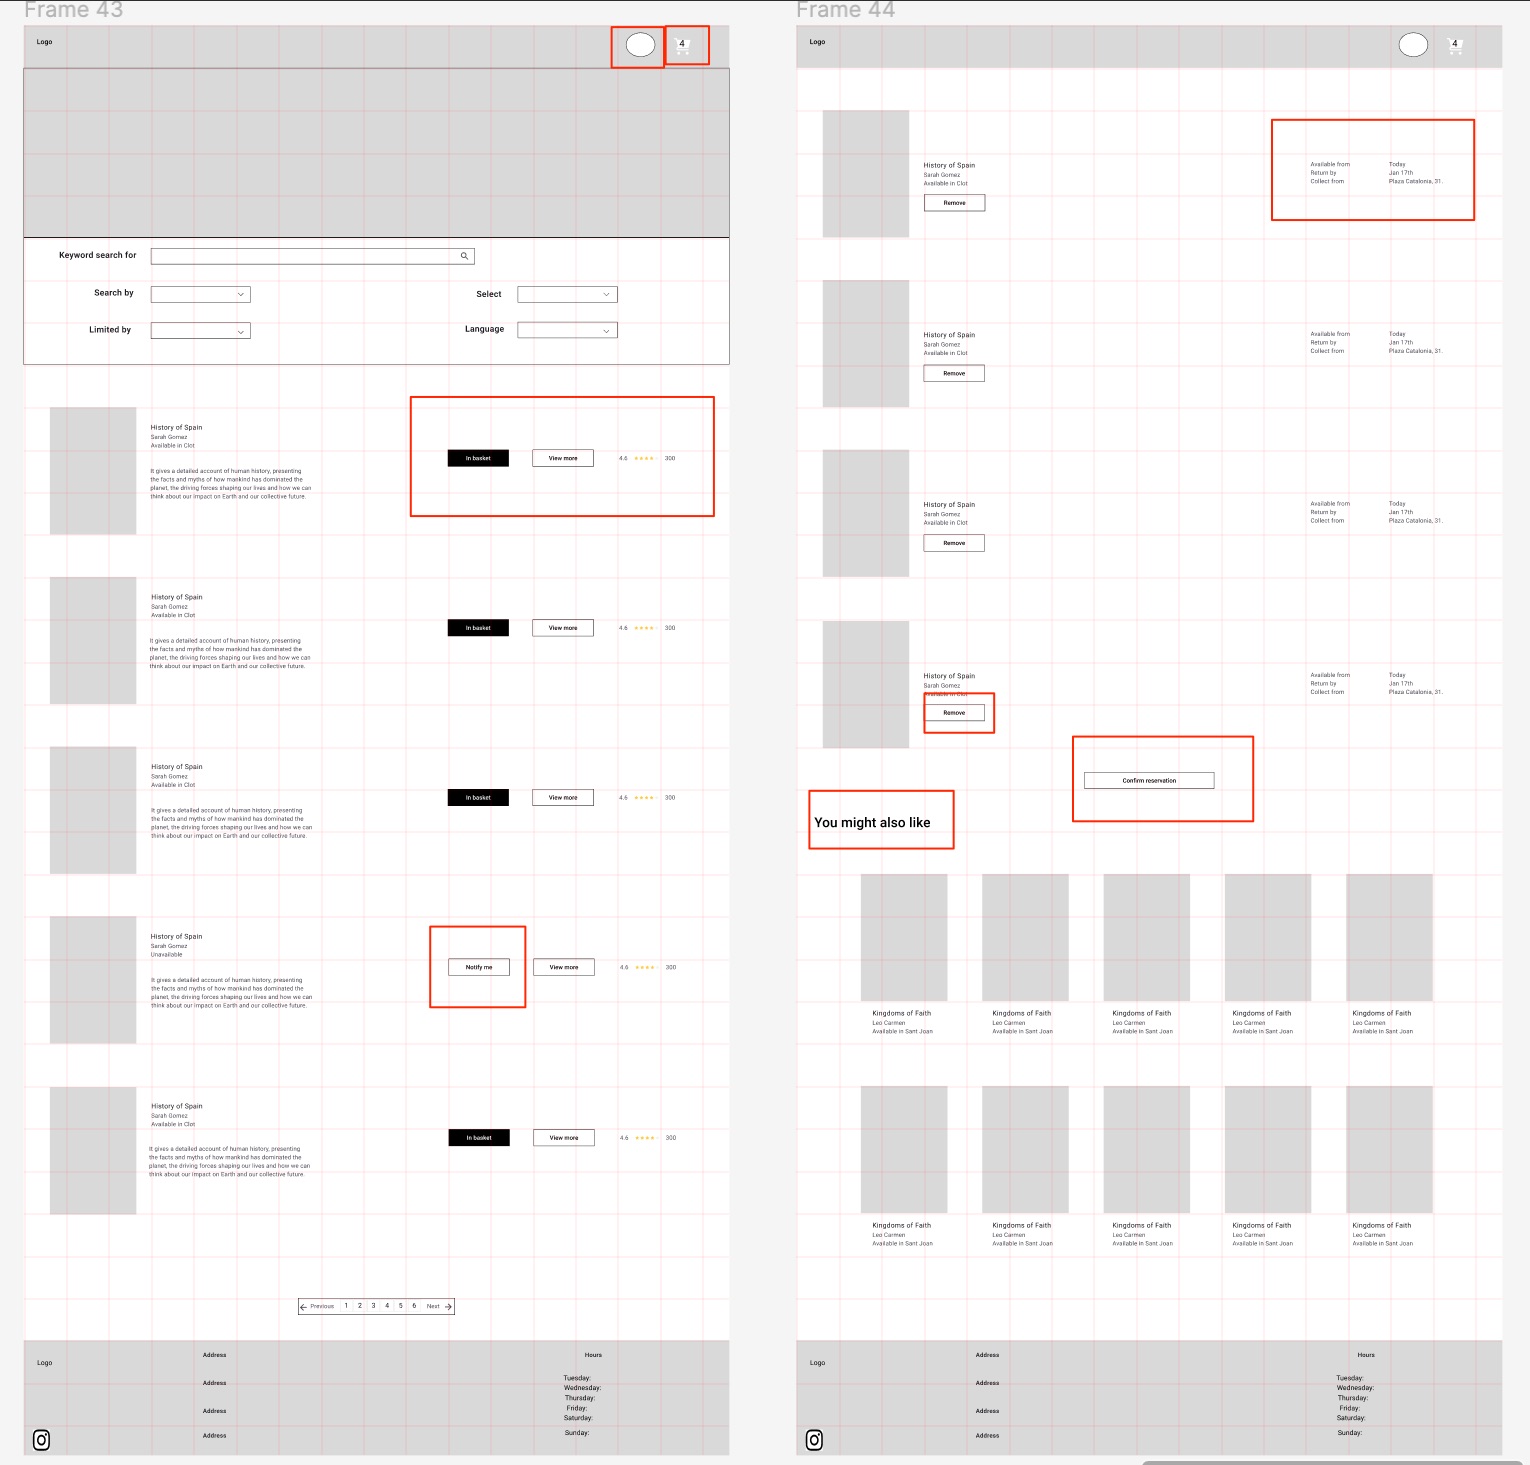 Frame 43
Logo
4
Keyword search for
Search by
Select
Limited by
Language
History of Spain
Sarah Gomez
Available in Clot
It gives a detailed account of human history, presenting
the facts and myths of how mankind has dominated the
planet, the driving forces shaping our lives and how we can
think about our impact on Earth and our collective future.
In basket
View more
4.6
300
History of Spain
Sarah Gomez
Available in Clot
It gives a detailed account of human history, presenting
the facts and myths of how mankind has dominated the
planet, the driving forces shaping our lives and how we can
think about our impact on Earth and our collective future.
In basket
View more
4.6
300
History of Spain
Sarah Gomez
Available in Clot
It gives a detailed account of human history, presenting
the facts and myths of how mankind has dominated the
planet, the driving forces shaping our lives and how we can
think about our impact on Earth and our collective future.
In basket
View more
4.6
300
History of Spain
Sarah Gomez
Unavailable
It gives a detailed account of human history, presenting
the facts and myths of how mankind has dominated the
planet, the driving forces shaping our lives and how we can
think about our impact on Earth and our collective future.
Notify me
View more
4.6
300
History of Spain
Sarah Gomez
Available in Clot
It gives a detailed account of human history, presenting
the facts and myths of how mankind has dominated the
planet, the driving forces shaping our lives and how we can
think about our impact on Earth and our collective future.
In basket
View more
4.6
300
Previous 1 2 3 4 5 6 Next
Logo
Address
Address
Address
Address
Hours
Tuesday:
Wednesday:
Thursday:
Friday:
Saturday:
Sunday:
Frame 44
Logo
4
History of Spain
Sarah Gomez
Available in Clot
Remove
Available from Today
Return by Jan 17th
Collect from Plaza Catalonia, 31.
History of Spain
Sarah Gomez
Available in Clot
Remove
Available from Today
Return by Jan 17th
Collect from Plaza Catalonia, 31.
History of Spain
Sarah Gomez
Available in Clot
Remove
Available from Today
Return by Jan 17th
Collect from Plaza Catalonia, 31.
History of Spain
Sarah Gomez
Available in Clot
Remove
Available from Today
Return by Jan 17th
Collect from Plaza Catalonia, 31.
Confirm reservation
You might also like
Kingdoms of Faith
Leo Carmen
Available in Sant Joan
Kingdoms of Faith
Leo Carmen
Available in Sant Joan
Kingdoms of Faith
Leo Carmen
Available in Sant Joan
Kingdoms of Faith
Leo Carmen
Available in Sant Joan
Kingdoms of Faith
Leo Carmen
Available in Sant Joan
Kingdoms of Faith
Leo Carmen
Available in Sant Joan
Kingdoms of Faith
Leo Carmen
Available in Sant Joan
Kingdoms of Faith
Leo Carmen
Available in Sant Joan
Kingdoms of Faith
Leo Carmen
Available in Sant Joan
Kingdoms of Faith
Leo Carmen
Available in Sant Joan
Logo
Address
Address
Address
Address
Hours
Tuesday:
Wednesday:
Thursday:
Friday:
Saturday:
Sunday: